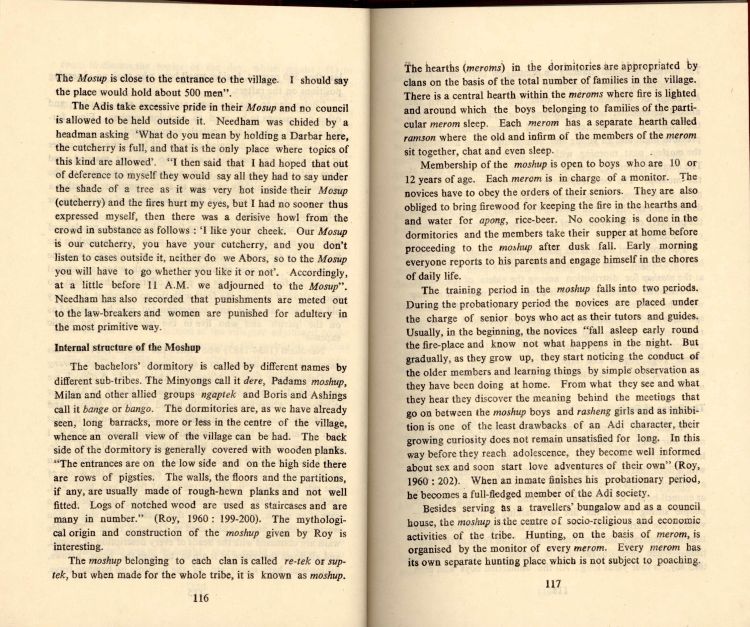 The Mosup is close to the entrance to the village. I should say
the place would hold about 500 men".
The Adis take excessive pride in their Mosup and no council
is allowed to be held outside it. Needham was chided by a
headman asking 'What do you mean by holding a Darbar here,
the cutcherry is full, and that is the only place where topics of
this kind are allowed'. "I then said that I had hoped that out
of deference to myself they would say all they had to say under
the shade of a tree as it was very hot inside their Mosup
(cutcherry) and the fires hurt my eyes, but I had no sooner thus
expressed myself, then there was a derisive howl from the
crowd in substance as follows : 'I like your cheek. Our Mosup
is our cutcherry, you have your cutcherry, and you don't
listen to cases outside it, neither do we Abors, so to the Mosup
you will have to go whether you like it or not'. Accordingly,
at a little before 11 A.M. we adjourned to the Mosup".
Needham has also recorded that punishments are meted out
to the law-breakers and women are punished for adultery in
the most primitive way.
Internal structure of the Moshup
The bachelors' dormitory is called by different names by
different sub-tribes. The Minyongs call it dere, Padams moshup,
Milan and other allied groups ngaptek and Boris and Ashings
call it bange or bango. The dormitories are, as we have already
seen, long barracks, more or less in the centre of the village,
whence an overall view of the village can be had. The back
side of the dormitory is generally covered with wooden planks.
"The entrances are on the low side and on the high side there
are rows of pigsties. The walls, the floors and the partitions,
if any, are usually made of rough-hewn planks and not well
fitted. Logs of notched wood are used as staircases and are
many in number." (Roy, 1960 : 199-200). The mythologi-
cal origin and construction of the moshup given by Roy is
interesting.
The moshup belonging to each clan is called re-tek or sup-
tek, but when made for the whole tribe, it is known as moshup.
116
The hearths (meroms) in the dormitories are appropriated by
clans on the basis of the total number of families in the village.
There is a central hearth within the meroms where fire is lighted
and around which the boys belonging to families of the parti-
cular merom sleep. Each merom has a separate hearth called
ramson where the old and infirm of the members of the merom
sit together, chat and even sleep.
Membership of the moshup is open to boys who are 10 or
12 years of age. Each merom is in charge of a monitor. The
novices have to obey the orders of their seniors. They are also
obliged to bring firewood for keeping the fire in the hearths and
and water for apong, rice-beer. No cooking is done in the
dormitories and the members take their supper at home before
proceeding to the moshup after dusk fall. Early morning
everyone reports to his parents and engage himself in the chores
of daily life.
The training period in the moshup falls into two periods.
During the probationary period the novices are placed under
the charge of senior boys who act as their tutors and guides.
Usually, in the beginning, the novices "fall asleep early round
the fire-place and know not what happens in the night. But
gradually, as they grow up, they start noticing the conduct of
the older members and learning things by simple observation as
they have been doing at home. From what they see and what
they hear they discover the meaning behind the meetings that
go on between the moshup boys and rasheng girls and as inhibi-
tion is one of the least drawbacks of an Adi character, their
growing curiosity does not remain unsatisfied for long. In this
way before they reach adolescence, they become well informed
about sex and soon start love adventures of their own" (Roy,
1960 : 202). When an inmate finishes his probationary period,
he becomes a full-fledged member of the Adi society.
Besides serving as a travellers' bungalow and as a council
house, the moshup is the centre of socio-religious and economic
activities of the tribe. Hunting, on the basis of merom, is
organised by the monitor of every merom. Every merom has
its own separate hunting place which is not subject to poaching.
117